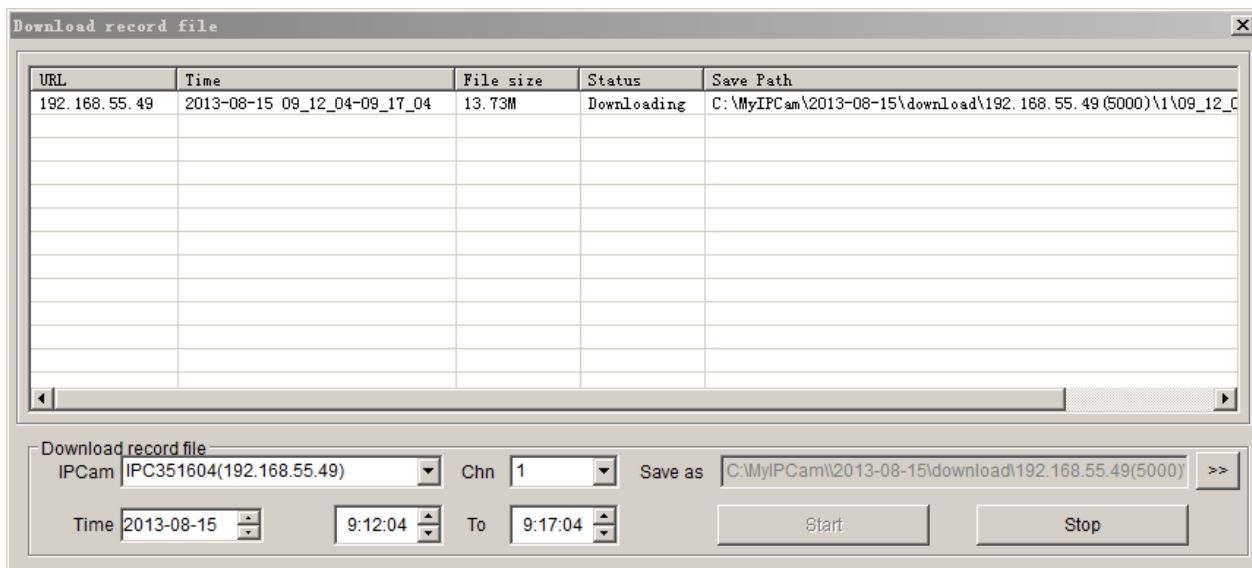 Download record file
URL Time File size Status Save Path
192.168.55.49 2013-08-15 09_12_04-09_17_04 13.73M Downloading C:\MyIPCam\2013-08-15\download\192.168.55.49(5000)\1\09_12_0
Download record file
IPCam IPC351604(192.168.55.49) Chn 1 Save as C:\MyIPCam\\2013-08-15\download\192.168.55.49(5000)\ >>
Time 2013-08-15 9:12:04 To 9:17:04 Start Stop